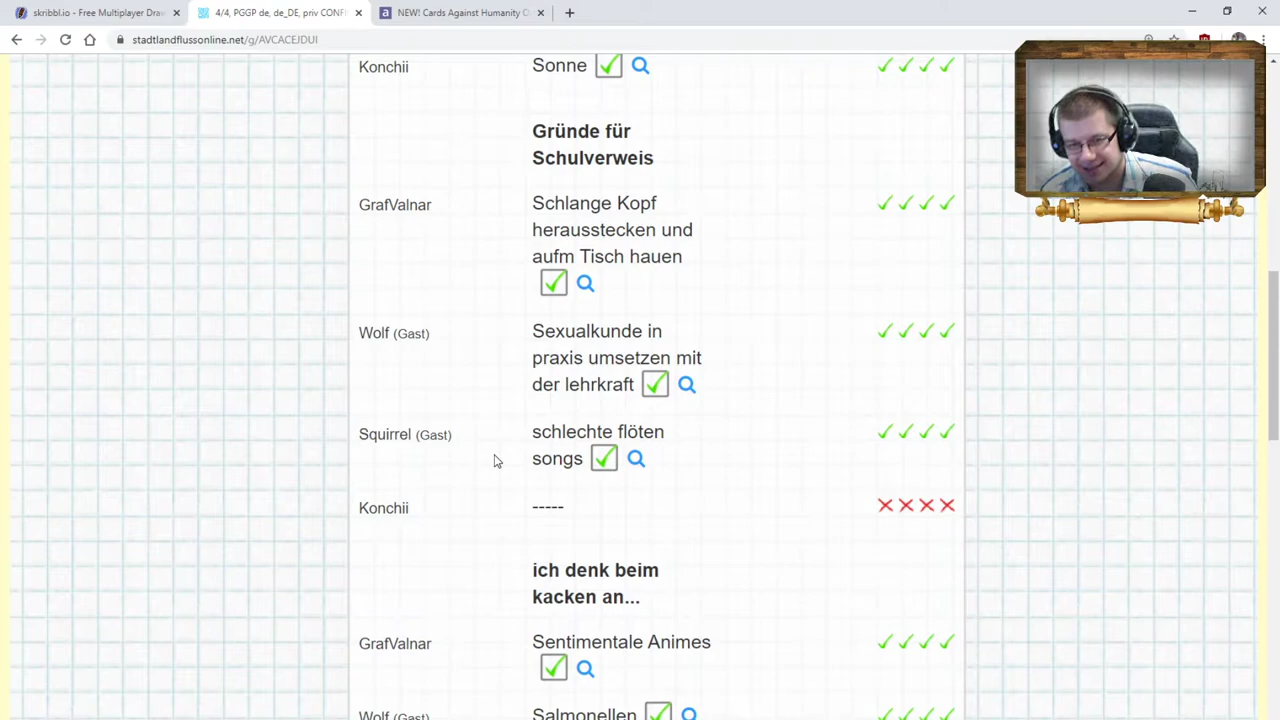 skribbl.io - Free Multiplayer Draw
4/4, PGGP de, de_DE, priv CONFI
NEW! Cards Against Humanity O
stadtlandflussonline.net/g/AVCACEJDUI
Konchii Sonne
Gründe für
Schulverweis
GrafValnar Schlange Kopf
herausstecken und
aufm Tisch hauen
Wolf (Gast) Sexualkunde in
praxis umsetzen mit
der lehrkraft
Squirrel (Gast) schlechte flöten
songs
Konchii -----
ich denk beim
kacken an...
GrafValnar Sentimentale Animes
Wolf (Gast) Salmonellen